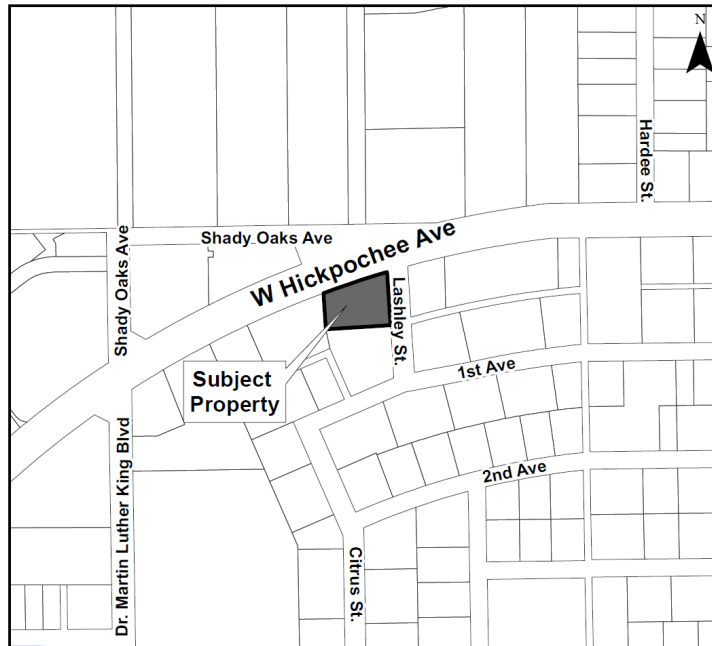 N
Hardee St.
Shady Oaks Ave
W Hickpochee Ave
Shady Oaks Ave
Lashley St.
Subject
Property
1st Ave
2nd Ave
Dr. Martin Luther King Blvd
Citrus St.